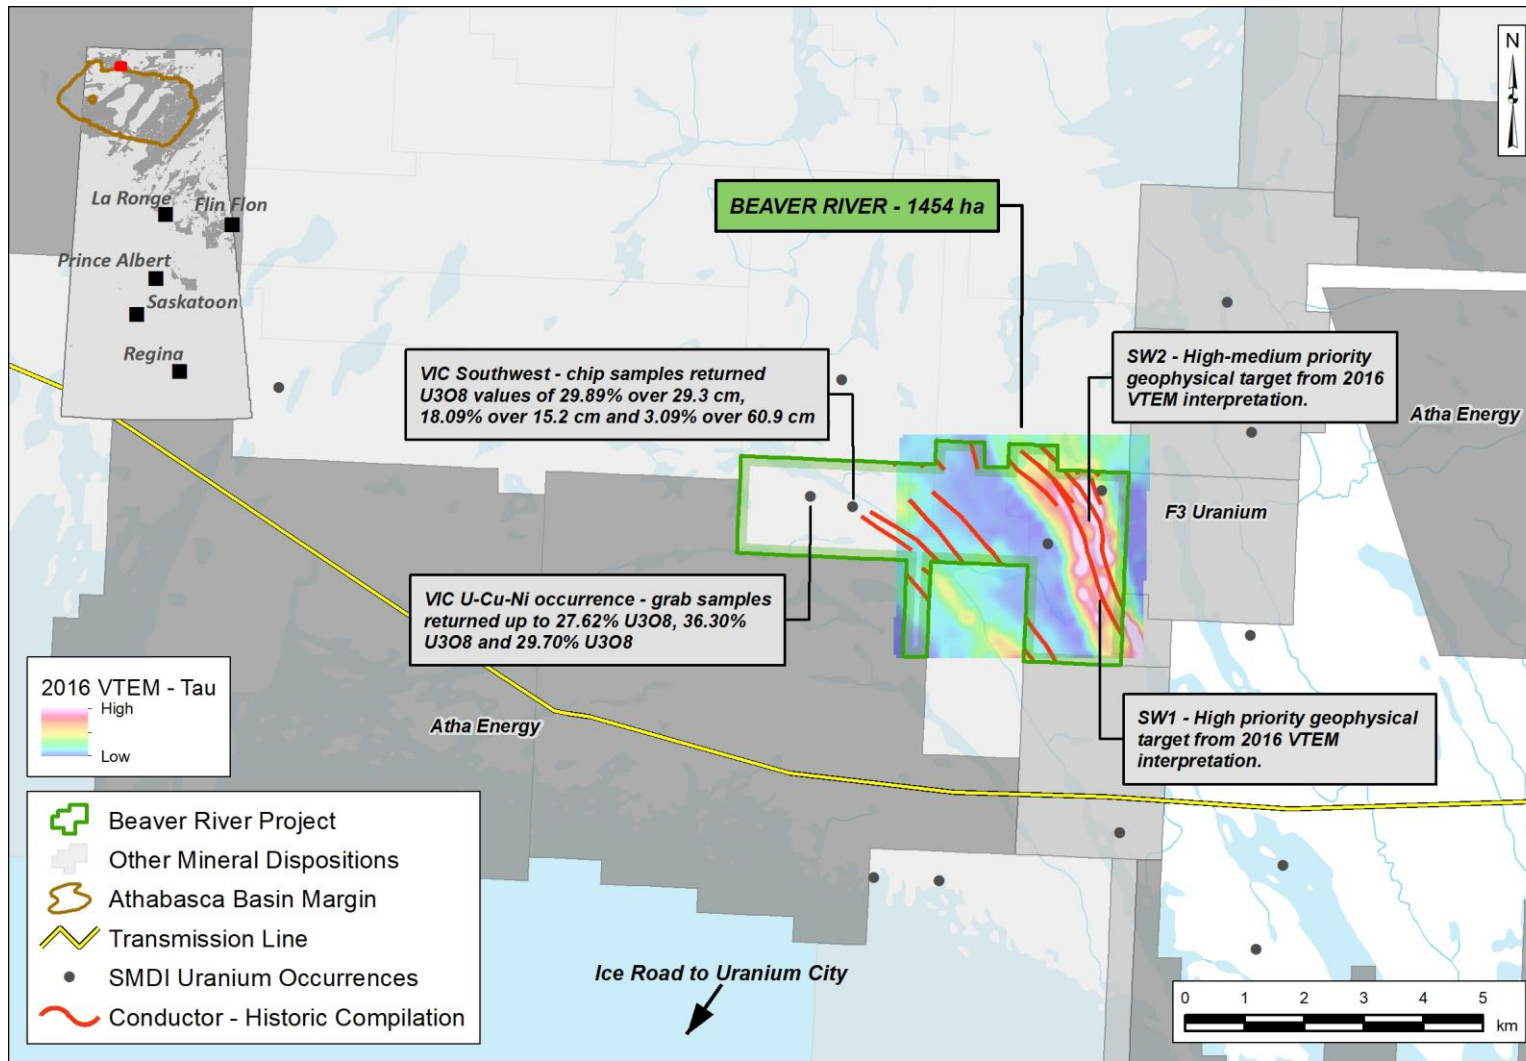 N
La Ronge
Flin Flon
Prince Albert
Saskatoon
Regina
BEAVER RIVER - 1454 ha
VIC Southwest - chip samples returned
U3O8 values of 29.89% over 29.3 cm,
18.09% over 15.2 cm and 3.09% over 60.9 cm
SW2 - High-medium priority
geophysical target from 2016
VTEM interpretation.
Atha Energy
F3 Uranium
VIC U-Cu-Ni occurrence - grab samples
returned up to 27.62% U3O8, 36.30%
U3O8 and 29.70% U3O8
SW1 - High priority geophysical
target from 2016 VTEM
interpretation.
Atha Energy
2016 VTEM - Tau
High
Low
Beaver River Project
Other Mineral Dispositions
Athabasca Basin Margin
Transmission Line
SMDI Uranium Occurrences
Conductor - Historic Compilation
Ice Road to Uranium City
0 1 2 3 4 5
km